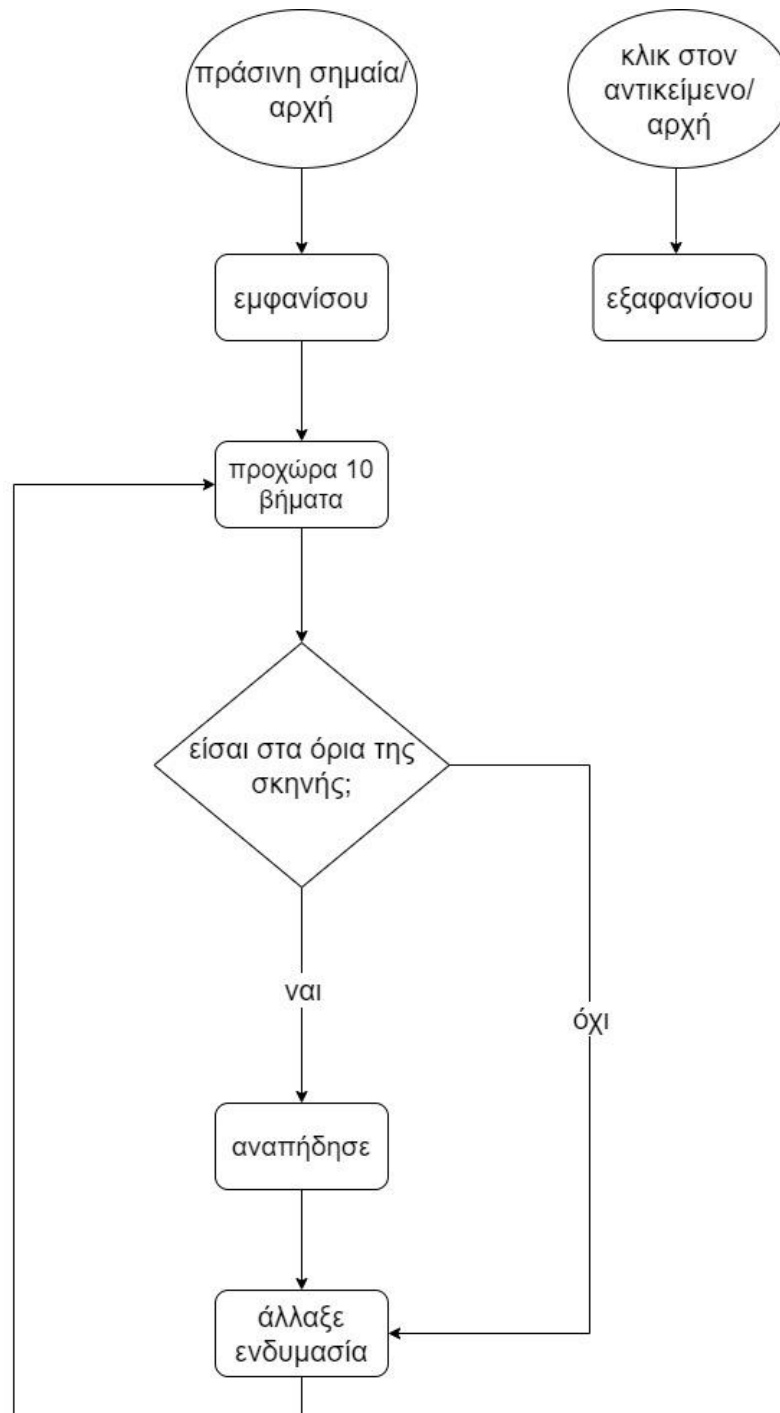 πράσινη σημαία/
αρχή
κλικ στον
αντικείμενο/
αρχή
εμφανίσου
εξαφανίσου
προχώρα 10
βήματα
είσαι στα όρια της
σκηνής;
ναι
όχι
αναπήδησε
άλλαξε
ενδυμασία